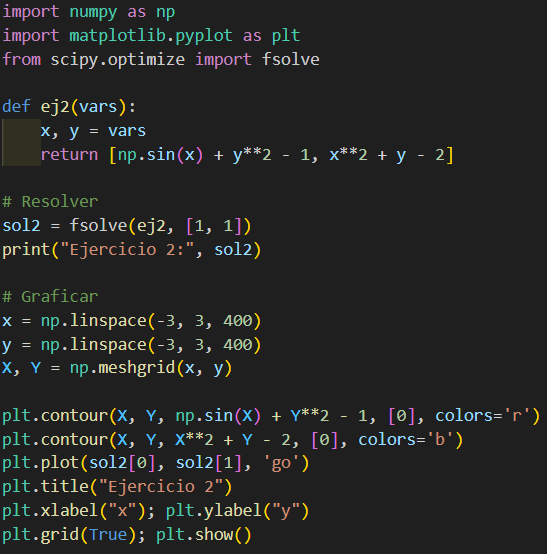 import numpy as np
import matplotlib.pyplot as plt
from scipy.optimize import fsolve

def ej2(vars):
    x, y = vars
    return [np.sin(x) + y**2 - 1, x**2 + y - 2]

# Resolver
sol2 = fsolve(ej2, [1, 1])
print("Ejercicio 2:", sol2)

# Graficar
x = np.linspace(-3, 3, 400)
y = np.linspace(-3, 3, 400)
X, Y = np.meshgrid(x, y)

plt.contour(X, Y, np.sin(X) + Y**2 - 1, [0], colors='r')
plt.contour(X, Y, X**2 + Y - 2, [0], colors='b')
plt.plot(sol2[0], sol2[1], 'go')
plt.title("Ejercicio 2")
plt.xlabel("x"); plt.ylabel("y")
plt.grid(True); plt.show()